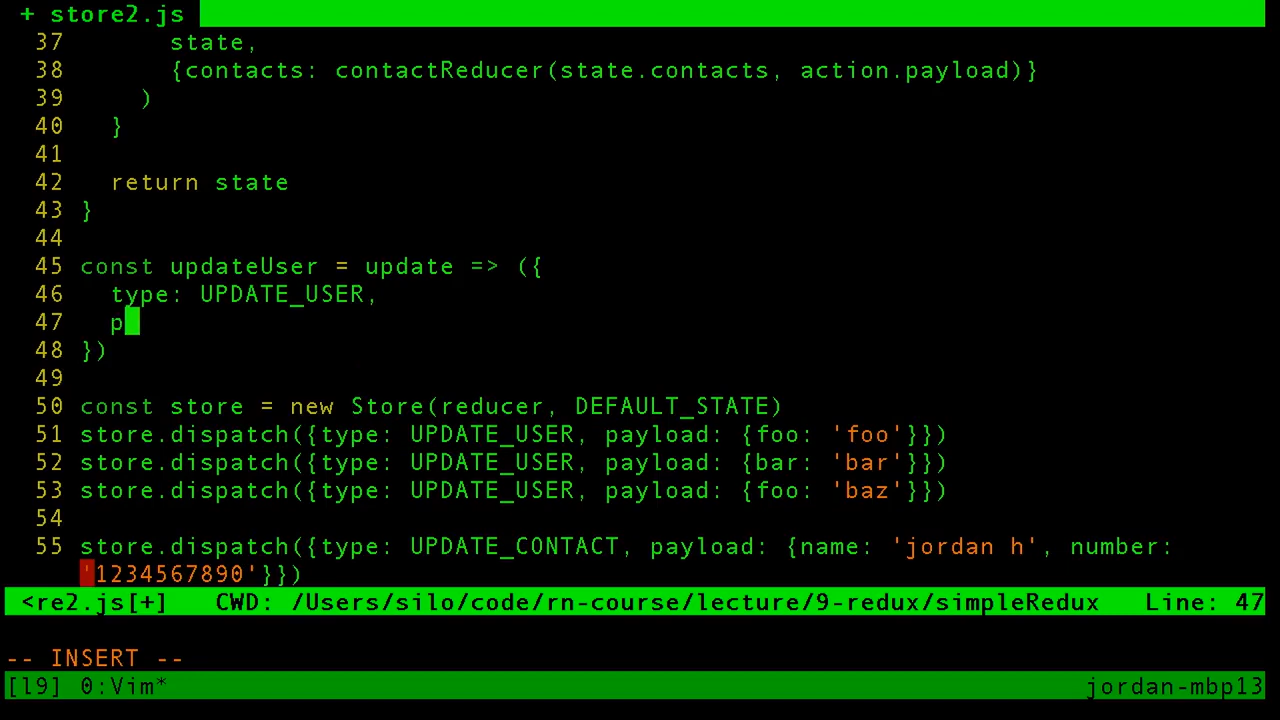 + store2.js
37 state,
38 {contacts: contactReducer(state.contacts, action.payload)}
39 )
40 }
41
42 return state
43 }
44
45 const updateUser = update => ({
46 type: UPDATE_USER,
47 p
48 })
49
50 const store = new Store(reducer, DEFAULT_STATE)
51 store.dispatch({type: UPDATE_USER, payload: {foo: 'foo'}})
52 store.dispatch({type: UPDATE_USER, payload: {bar: 'bar'}})
53 store.dispatch({type: UPDATE_USER, payload: {foo: 'baz'}})
54
55 store.dispatch({type: UPDATE_CONTACT, payload: {name: 'jordan h', number:
'1234567890'}})
<re2.js[+] CWD: /Users/silo/code/rn-course/lecture/9-redux/simpleRedux Line: 47
-- INSERT --
[l9] 0:Vim* jordan-mbp13